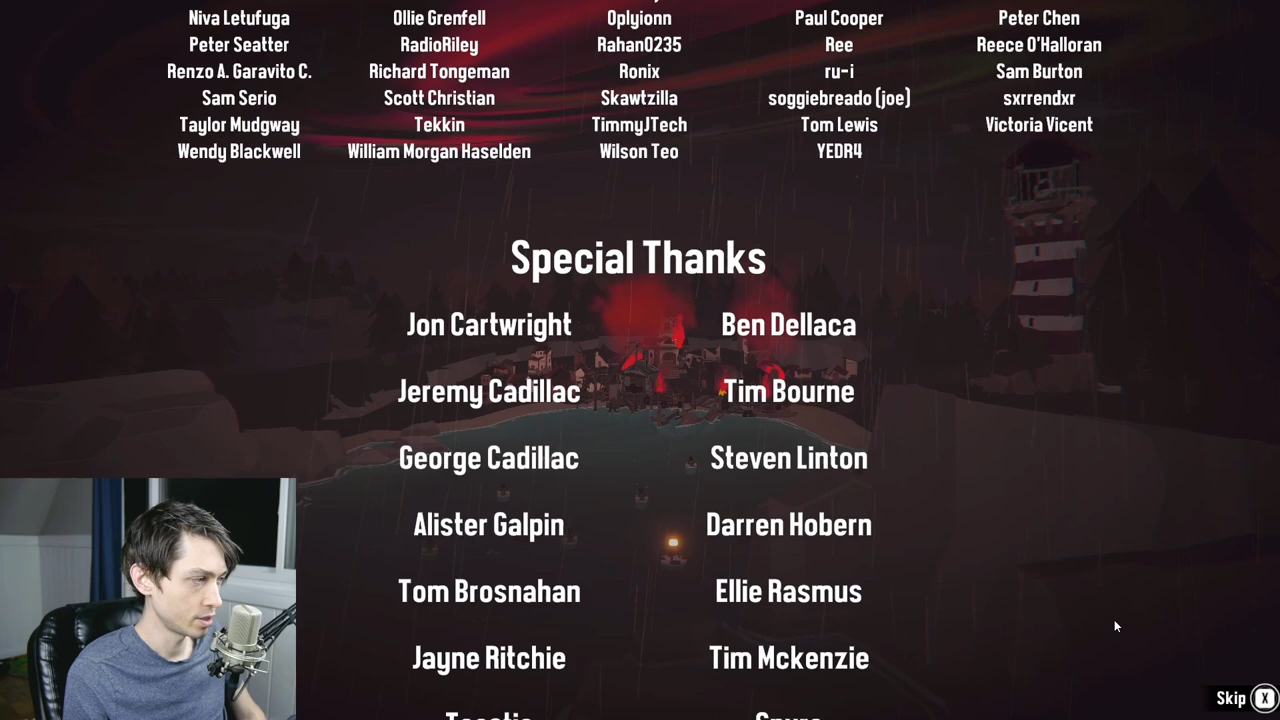 Niva Letufuga Ollie Grenfell Oplyionn Paul Cooper Peter Chen
Peter Seatter RadioRiley Rahan0235 Ree Reece O'Halloran
Renzo A. Garavito C. Richard Tongeman Ronix ru-i Sam Burton
Sam Serio Scott Christian Skawtzilla soggiebreado (joe) sxrrendxr
Taylor Mudgway Tekkin TimmyJTech Tom Lewis Victoria Vicent
Wendy Blackwell William Morgan Haselden Wilson Teo YEDR4
Special Thanks
Jon Cartwright Ben Dellaca
Jeremy Cadillac Tim Bourne
George Cadillac Steven Linton
Alister Galpin Darren Hobern
Tom Brosnahan Ellie Rasmus
Jayne Ritchie Tim Mckenzie
Skip X